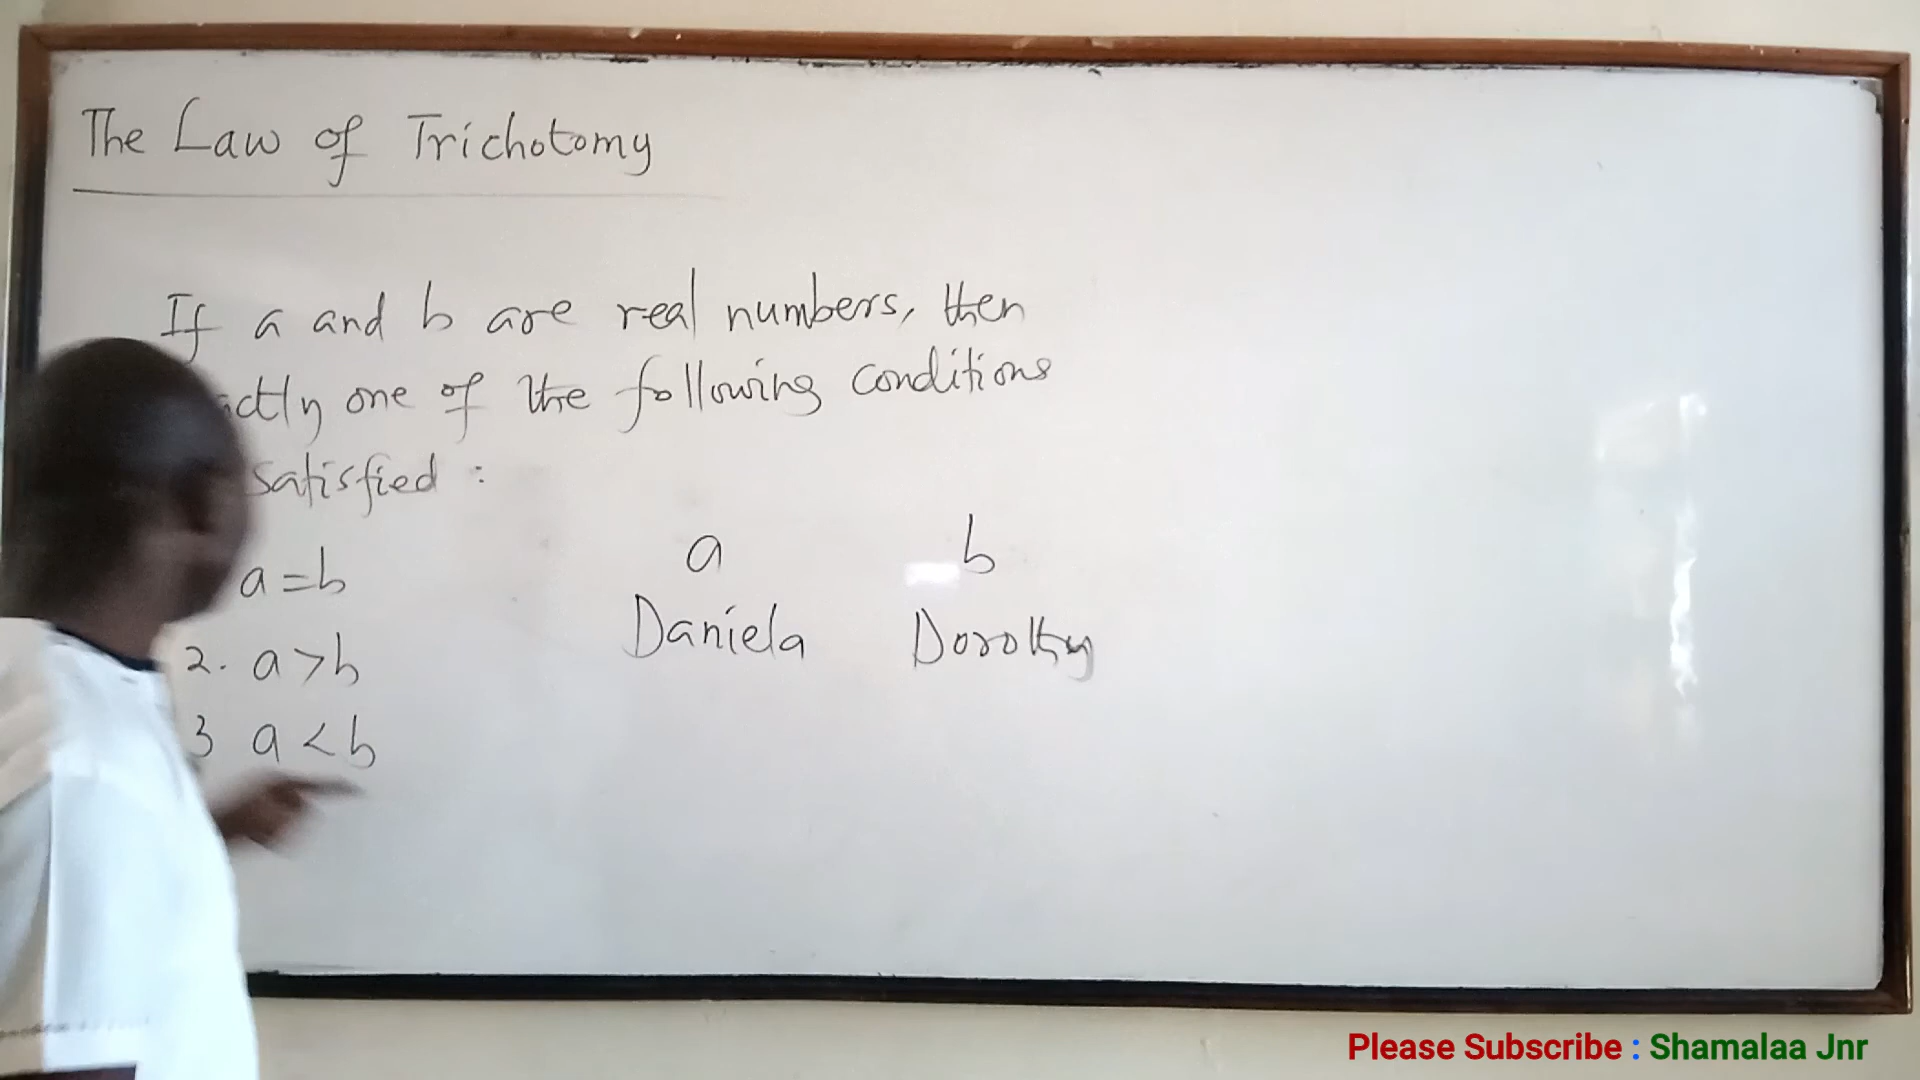 The Law of Trichotomy
If a and b are real numbers, then
actly one of the following conditions
satisfied :
a = b
2. a > b
3 a < b
a b
Daniela Dorothy
Please Subscribe : Shamalaa Jnr